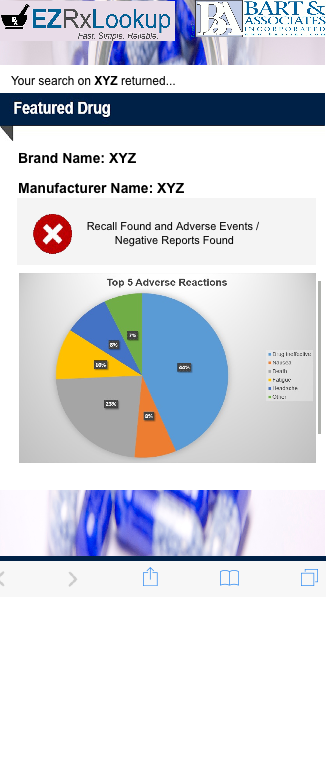 EZRxLookup
Fast. Simple. Reliable.
BA
BART &
ASSOCIATES
INCORPORATED
Your search on XYZ returned...
Featured Drug
Brand Name: XYZ
Manufacturer Name: XYZ
Recall Found and Adverse Events /
Negative Reports Found
Top 5 Adverse Reactions
7%
8%
10%
44%
23%
8%
Drug Ineffective
Nausea
Death
Fatigue
Headache
Other